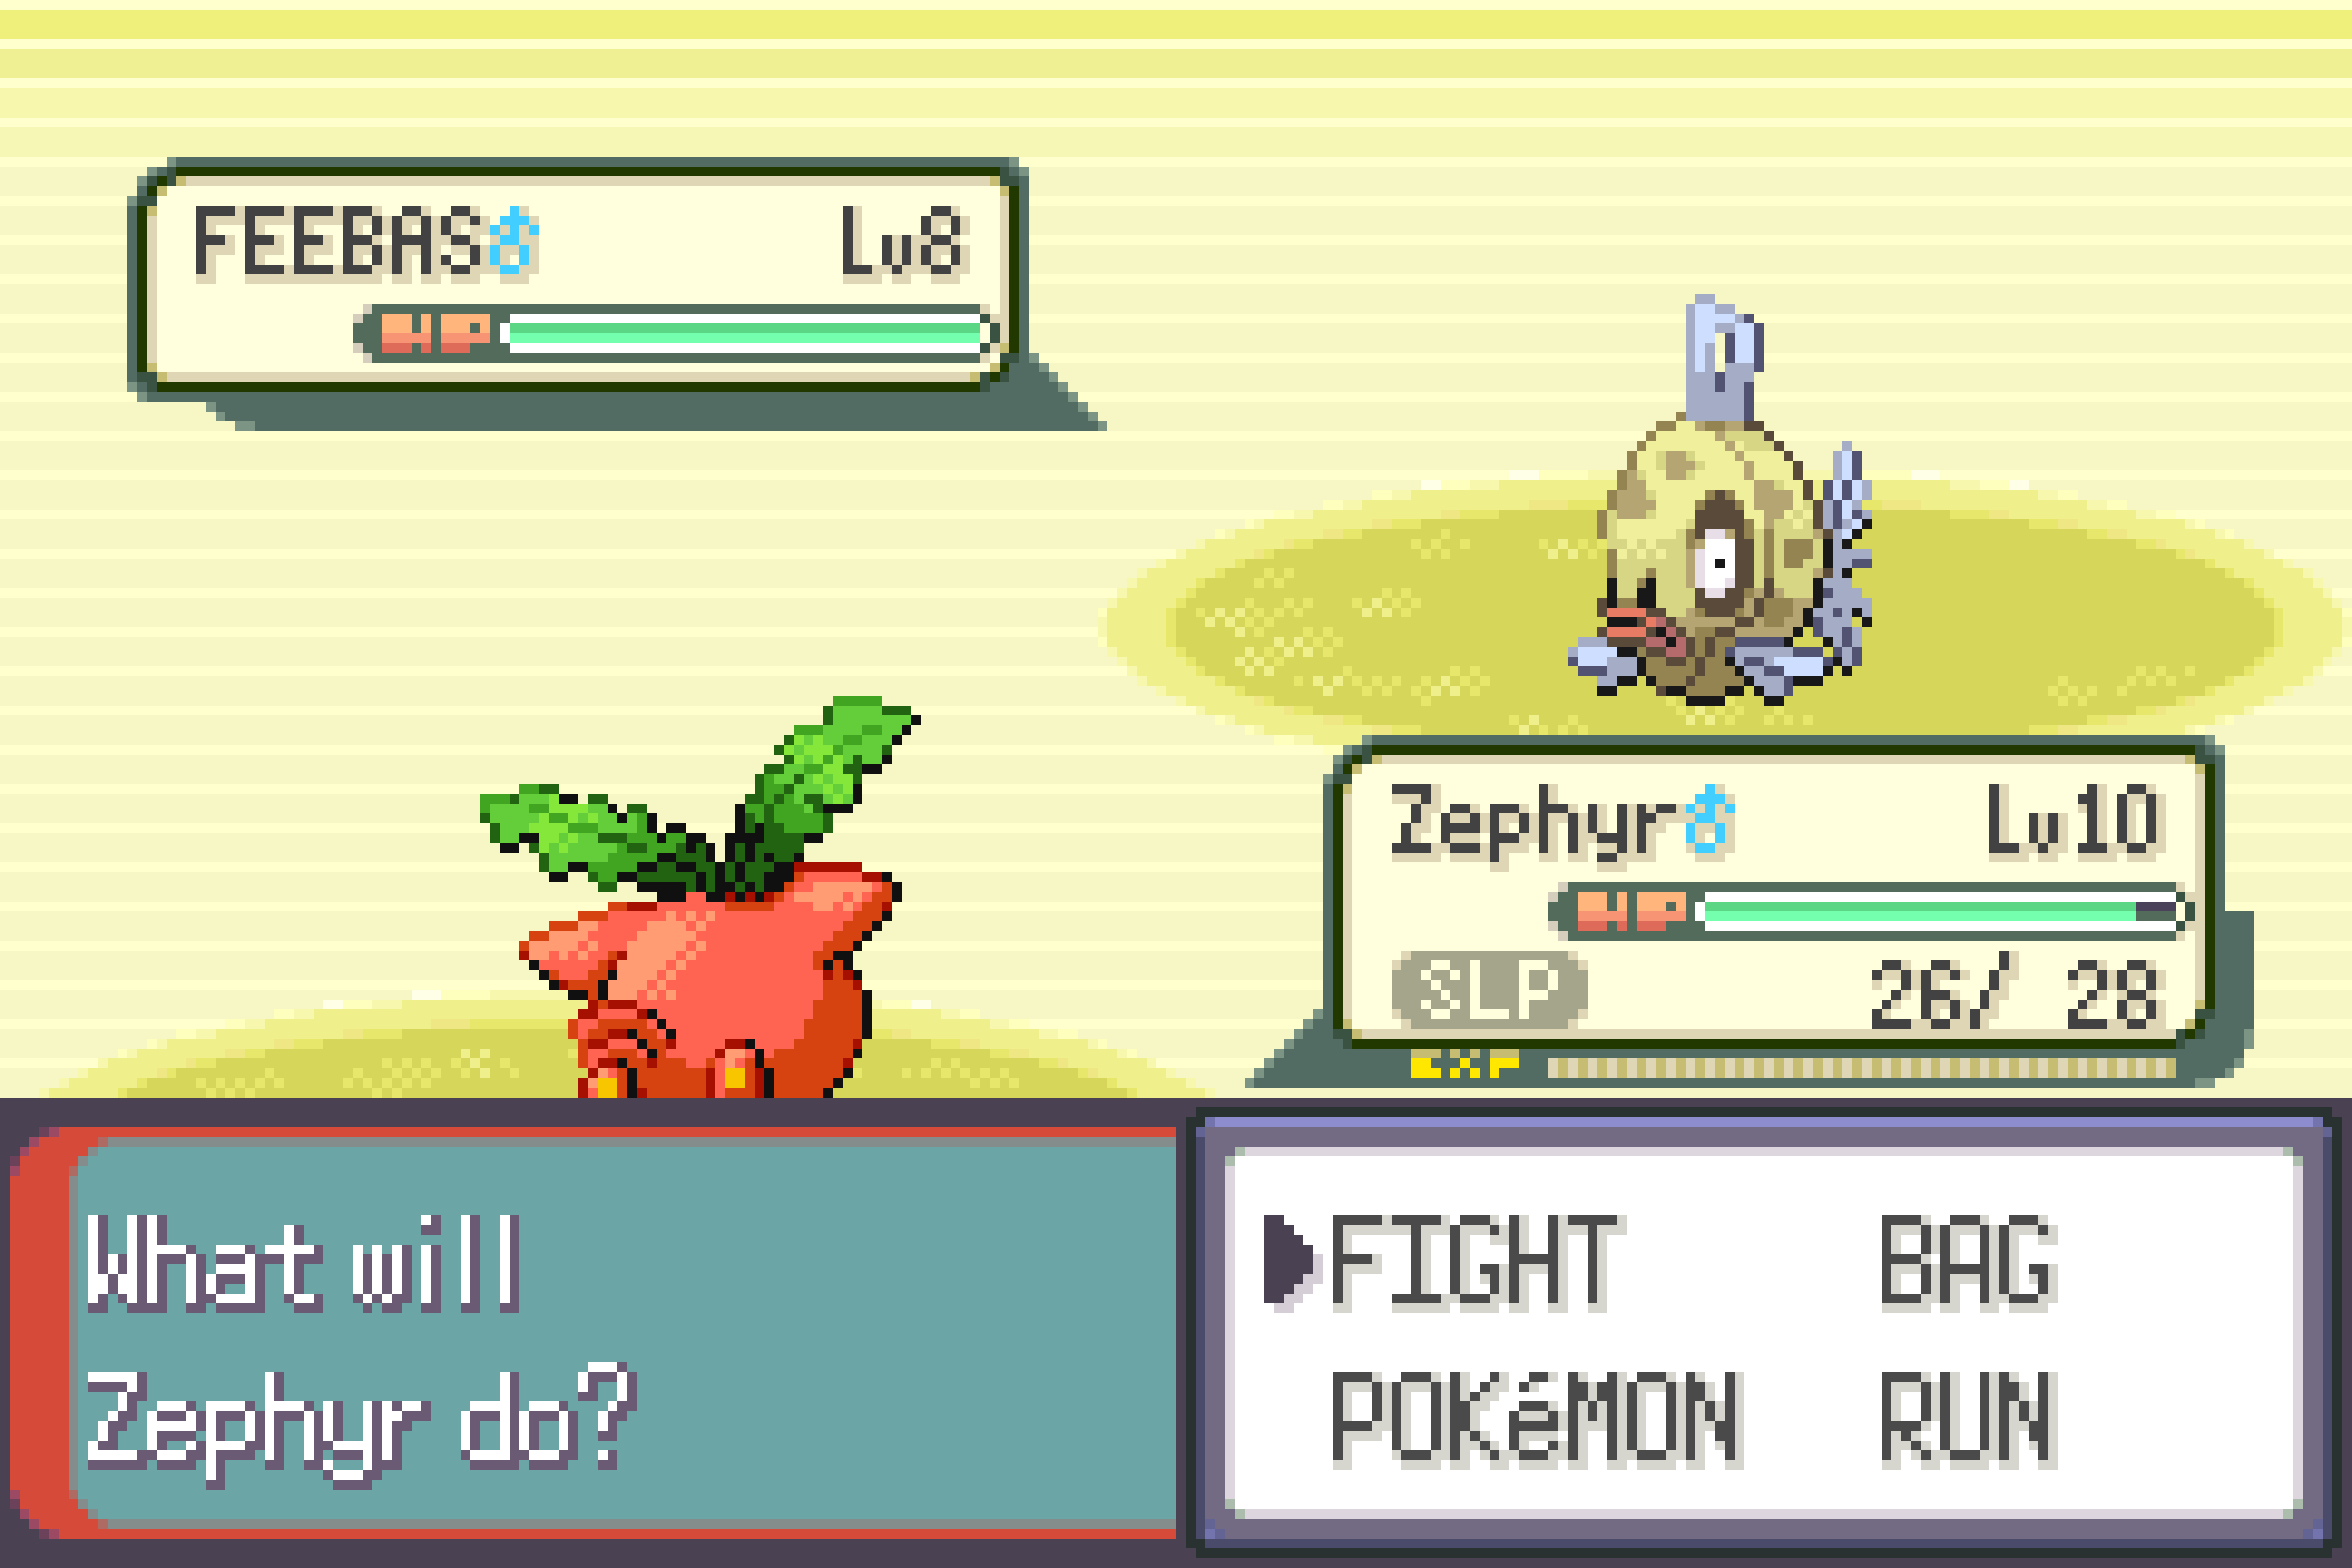 FEEBAS♂ Lv8
HP
Zephyr♂ Lv10
HP
SLP 26/ 28
EXP
What will
Zephyr do?
FIGHT BAG
POKéMON RUN